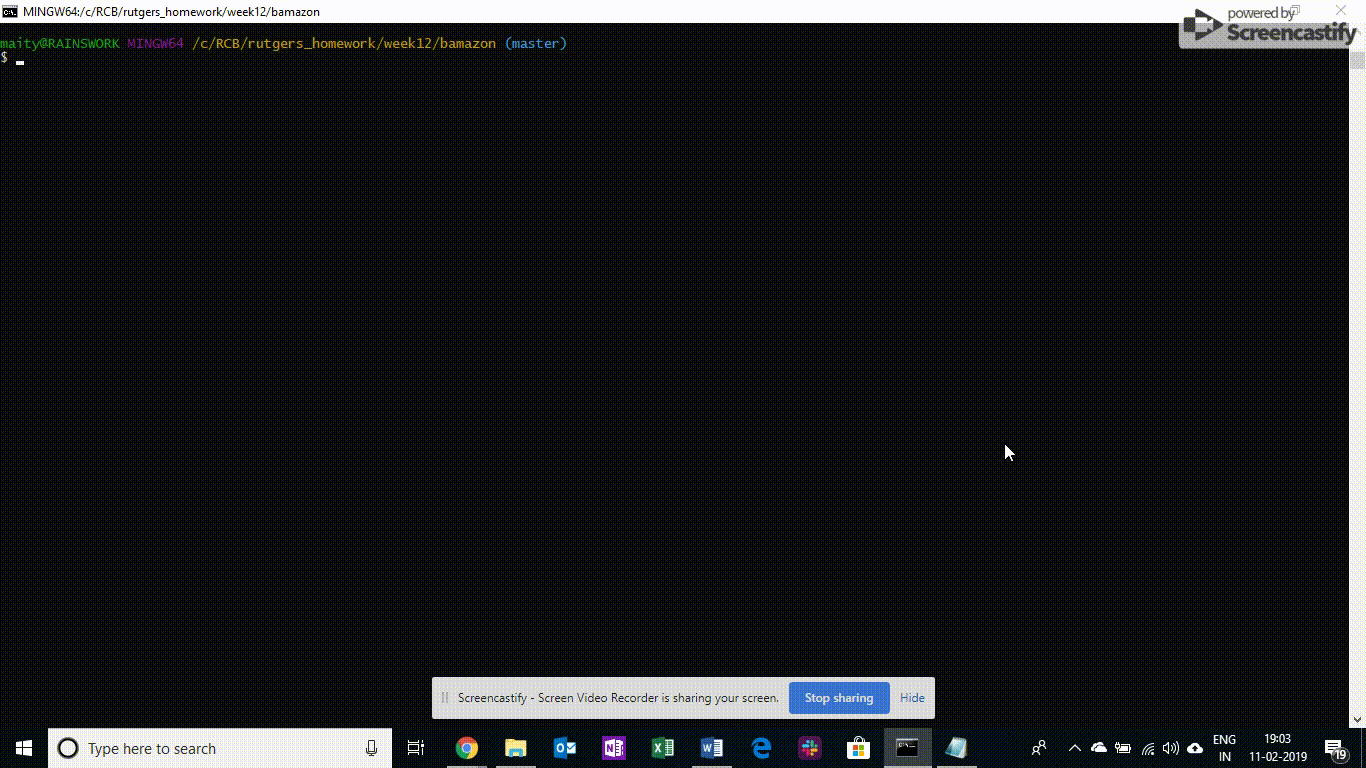 MINGW64:/c/RCB/rutgers_homework/week12/bamazon
powered by
Screencastify
maity@RAINSWORK MINGW64 /c/RCB/rutgers_homework/week12/bamazon (master)
$
Screencastify - Screen Video Recorder is sharing your screen.
Stop sharing
Hide
Type here to search
ENG
IN
19:03
11-02-2019
19